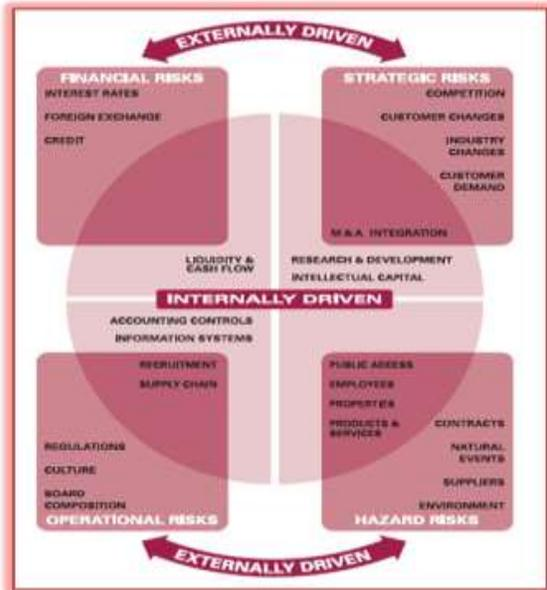 EXTERNALLY DRIVEN
FINANCIAL RISKS
INTEREST RATES
FOREIGN EXCHANGE
CREDIT
LIQUIDITY &
CASH FLOW
STRATEGIC RISKS
COMPETITION
CUSTOMER CHANGES
INDUSTRY
CHANGES
CUSTOMER
DEMAND
M & A INTEGRATION
RESEARCH & DEVELOPMENT
INTELLECTUAL CAPITAL
INTERNALLY DRIVEN
ACCOUNTING CONTROLS
INFORMATION SYSTEMS
RECRUITMENT
SUPPLY CHAIN
REGULATIONS
CULTURE
BOARD
COMPOSITION
OPERATIONAL RISKS
PUBLIC ACCESS
EMPLOYEES
PROPERTIES
PRODUCTS &
SERVICES
CONTRACTS
NATURAL
EVENTS
SUPPLIERS
ENVIRONMENT
HAZARD RISKS
EXTERNALLY DRIVEN